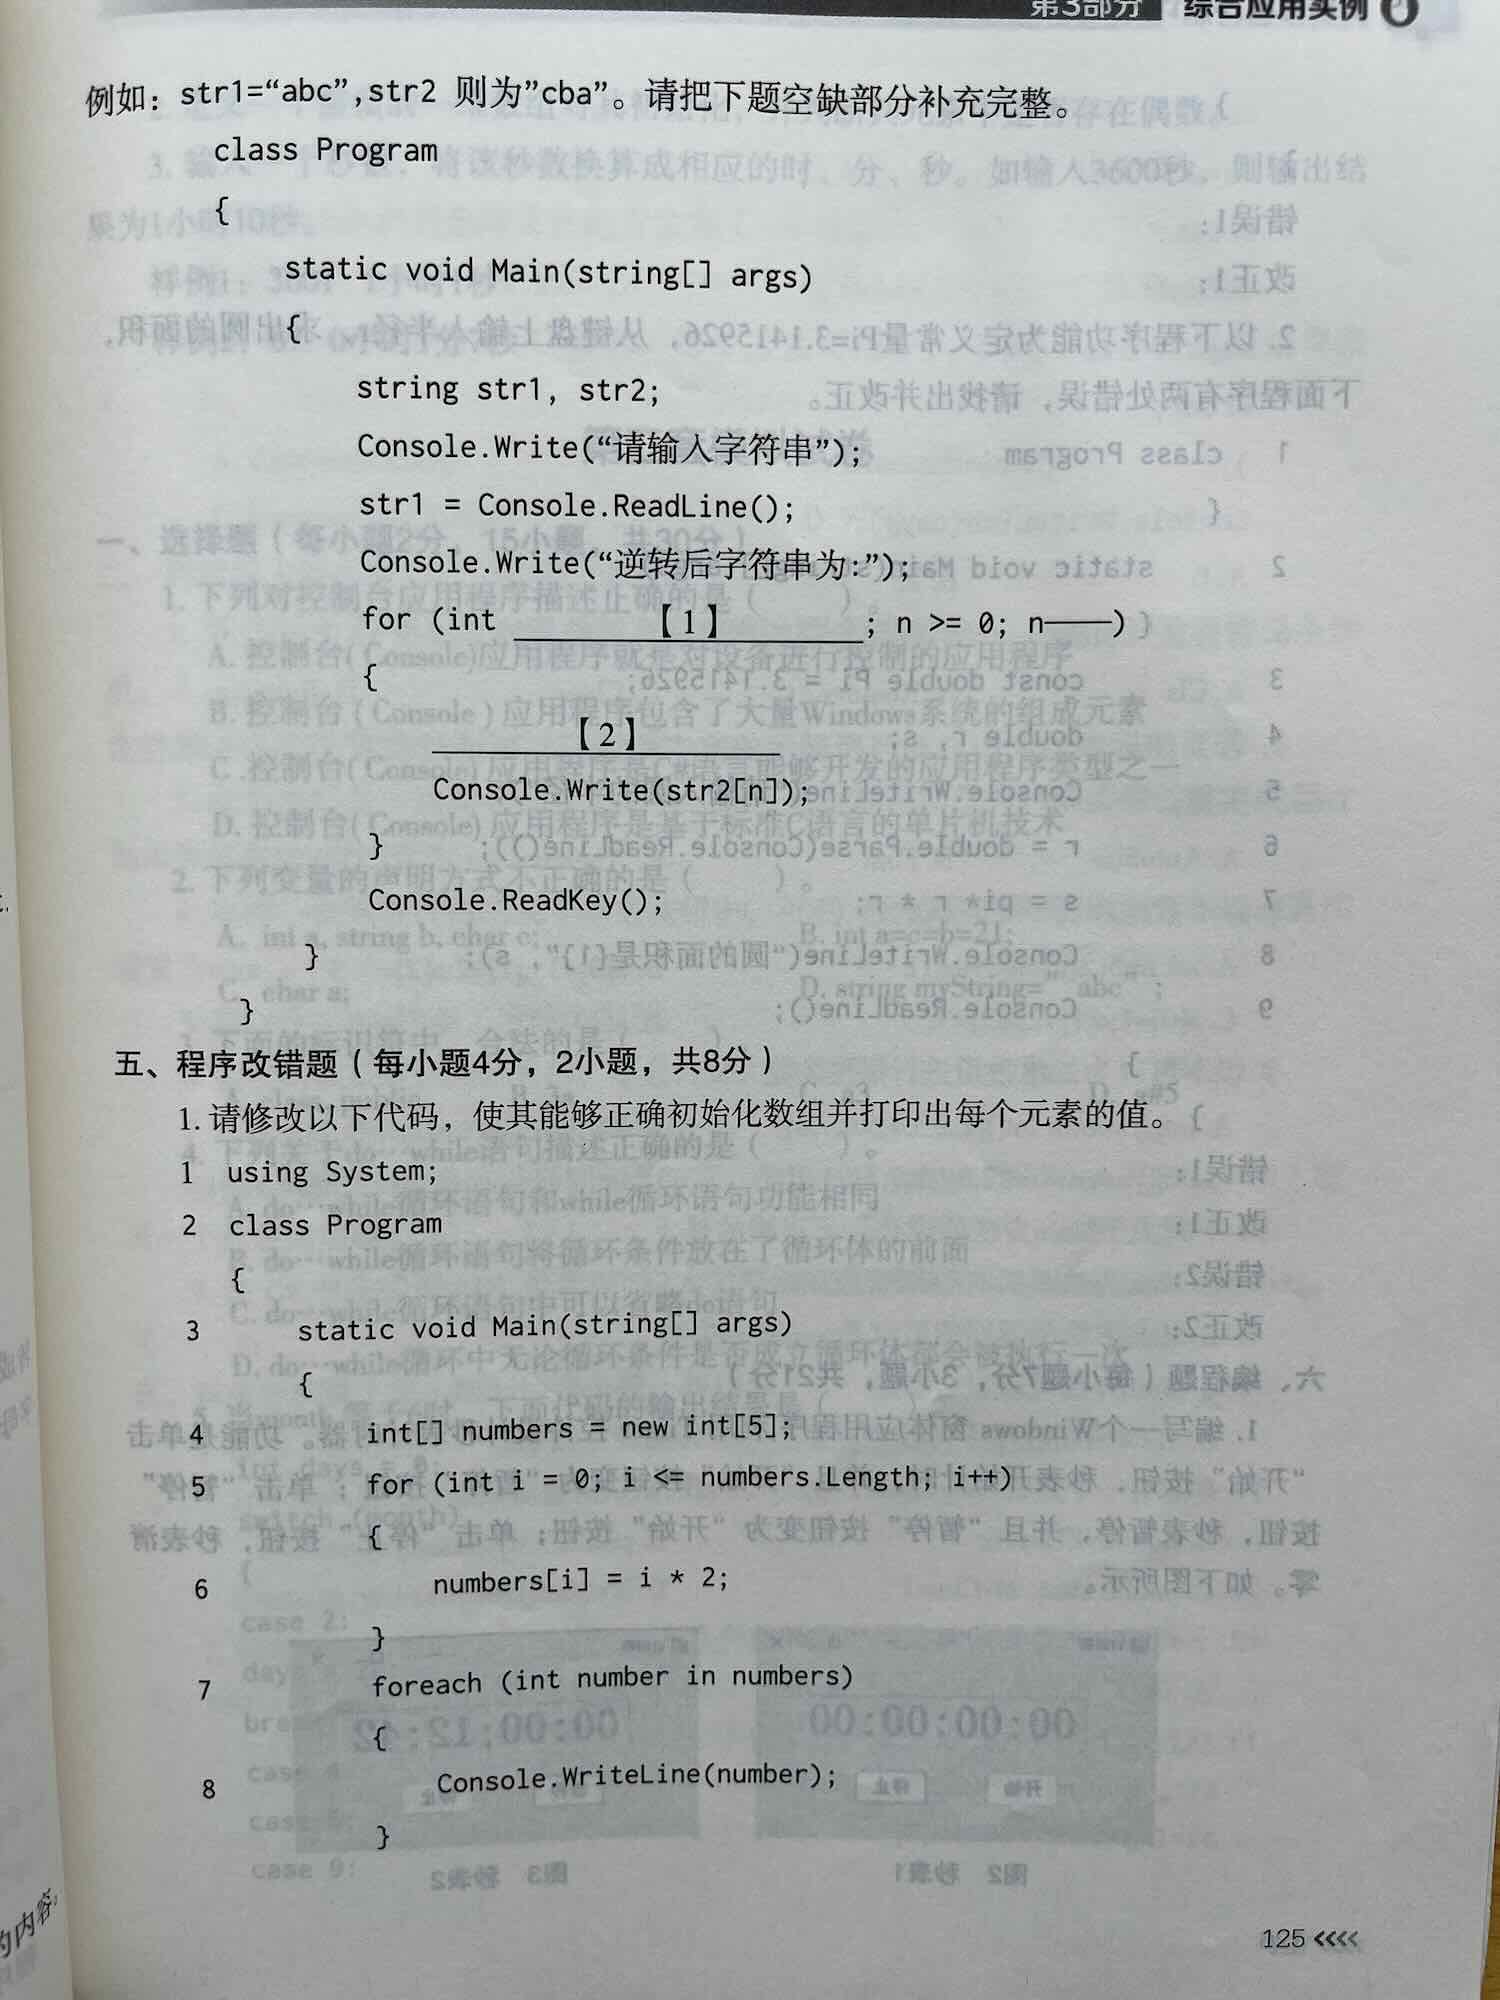 第3部分 综合应用实例
例如：str1=“abc”,str2 则为”cba”。请把下题空缺部分补充完整。
class Program
{
static void Main(string[] args)
{
string str1, str2;
Console.Write(“请输入字符串”);
str1 = Console.ReadLine();
Console.Write(“逆转后字符串为:”);
for (int 【1】; n >= 0; n——)
{
【2】
Console.Write(str2[n]);
}
Console.ReadKey();
}
}
五、程序改错题（每小题4分，2小题，共8分）
1. 请修改以下代码，使其能够正确初始化数组并打印出每个元素的值。
1 using System;
2 class Program
{
3 static void Main(string[] args)
{
4 int[] numbers = new int[5];
5 for (int i = 0; i <= numbers.Length; i++)
{
6 numbers[i] = i * 2;
}
7 foreach (int number in numbers)
{
8 Console.WriteLine(number);
}
125 <<<<
的内容，